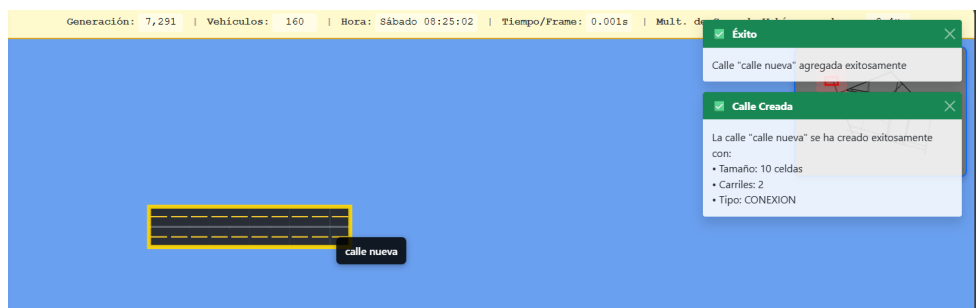 Generación: 7,291 | Vehículos: 160 | Hora: Sábado 08:25:02 | Tiempo/Frame: 0.001s | Mult. de
✅ Éxito
Calle "calle nueva" agregada exitosamente
✅ Calle Creada
La calle "calle nueva" se ha creado exitosamente
con:
• Tamaño: 10 celdas
• Carriles: 2
• Tipo: CONEXION
calle nueva